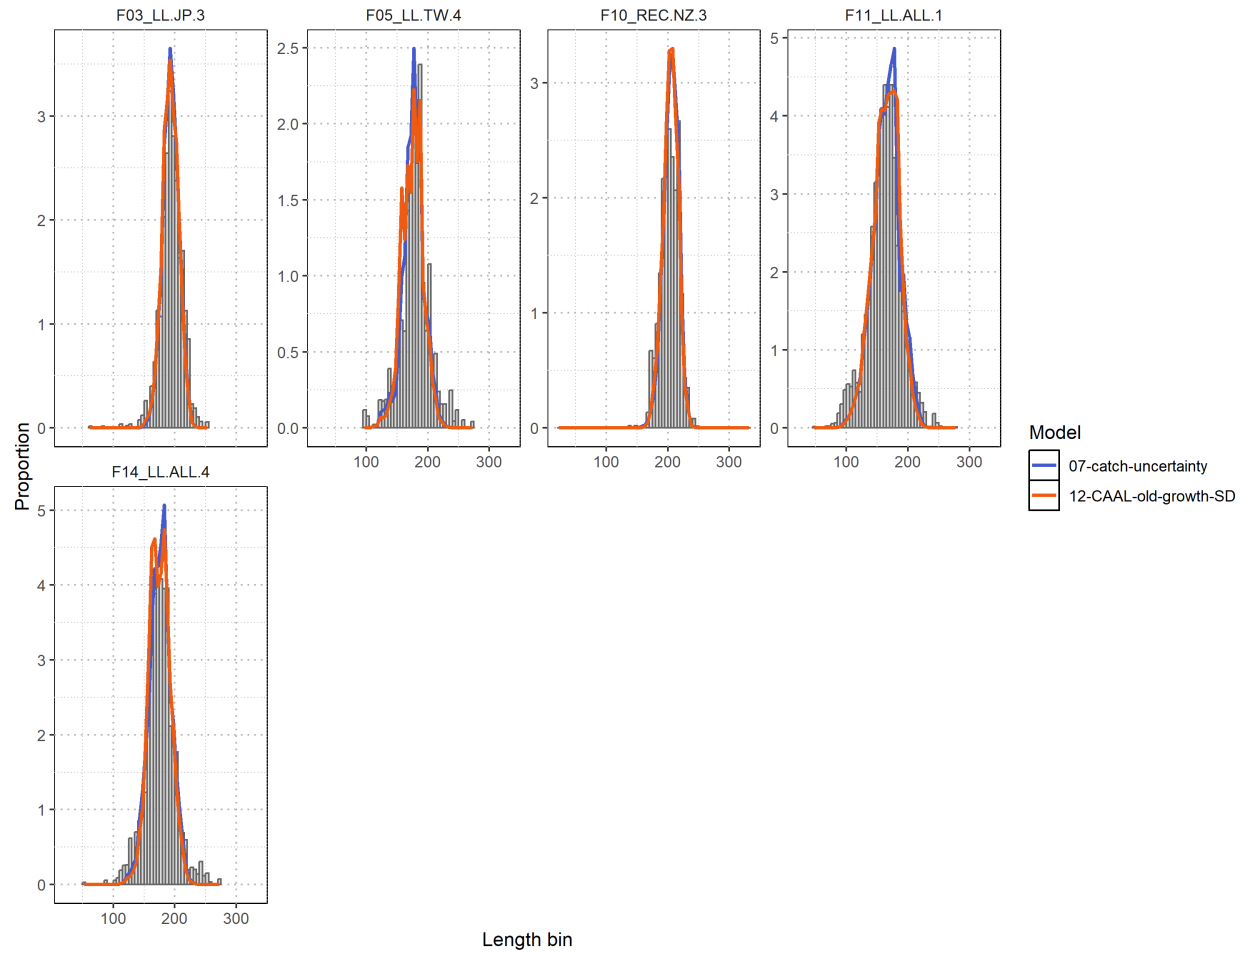 F03_LL.JP.3
F05_LL.TW.4
F10_REC.NZ.3
F11_LL.ALL.1
3
2
1
0
2.5
2.0
1.5
1.0
0.5
0.0
3
2
1
0
5
4
3
2
1
0
100 200 300
100 200 300
100 200 300
F14_LL.ALL.4
5
4
3
2
1
0
100 200 300
Proportion
Length bin
Model
07-catch-uncertainty
12-CAAL-old-growth-SD